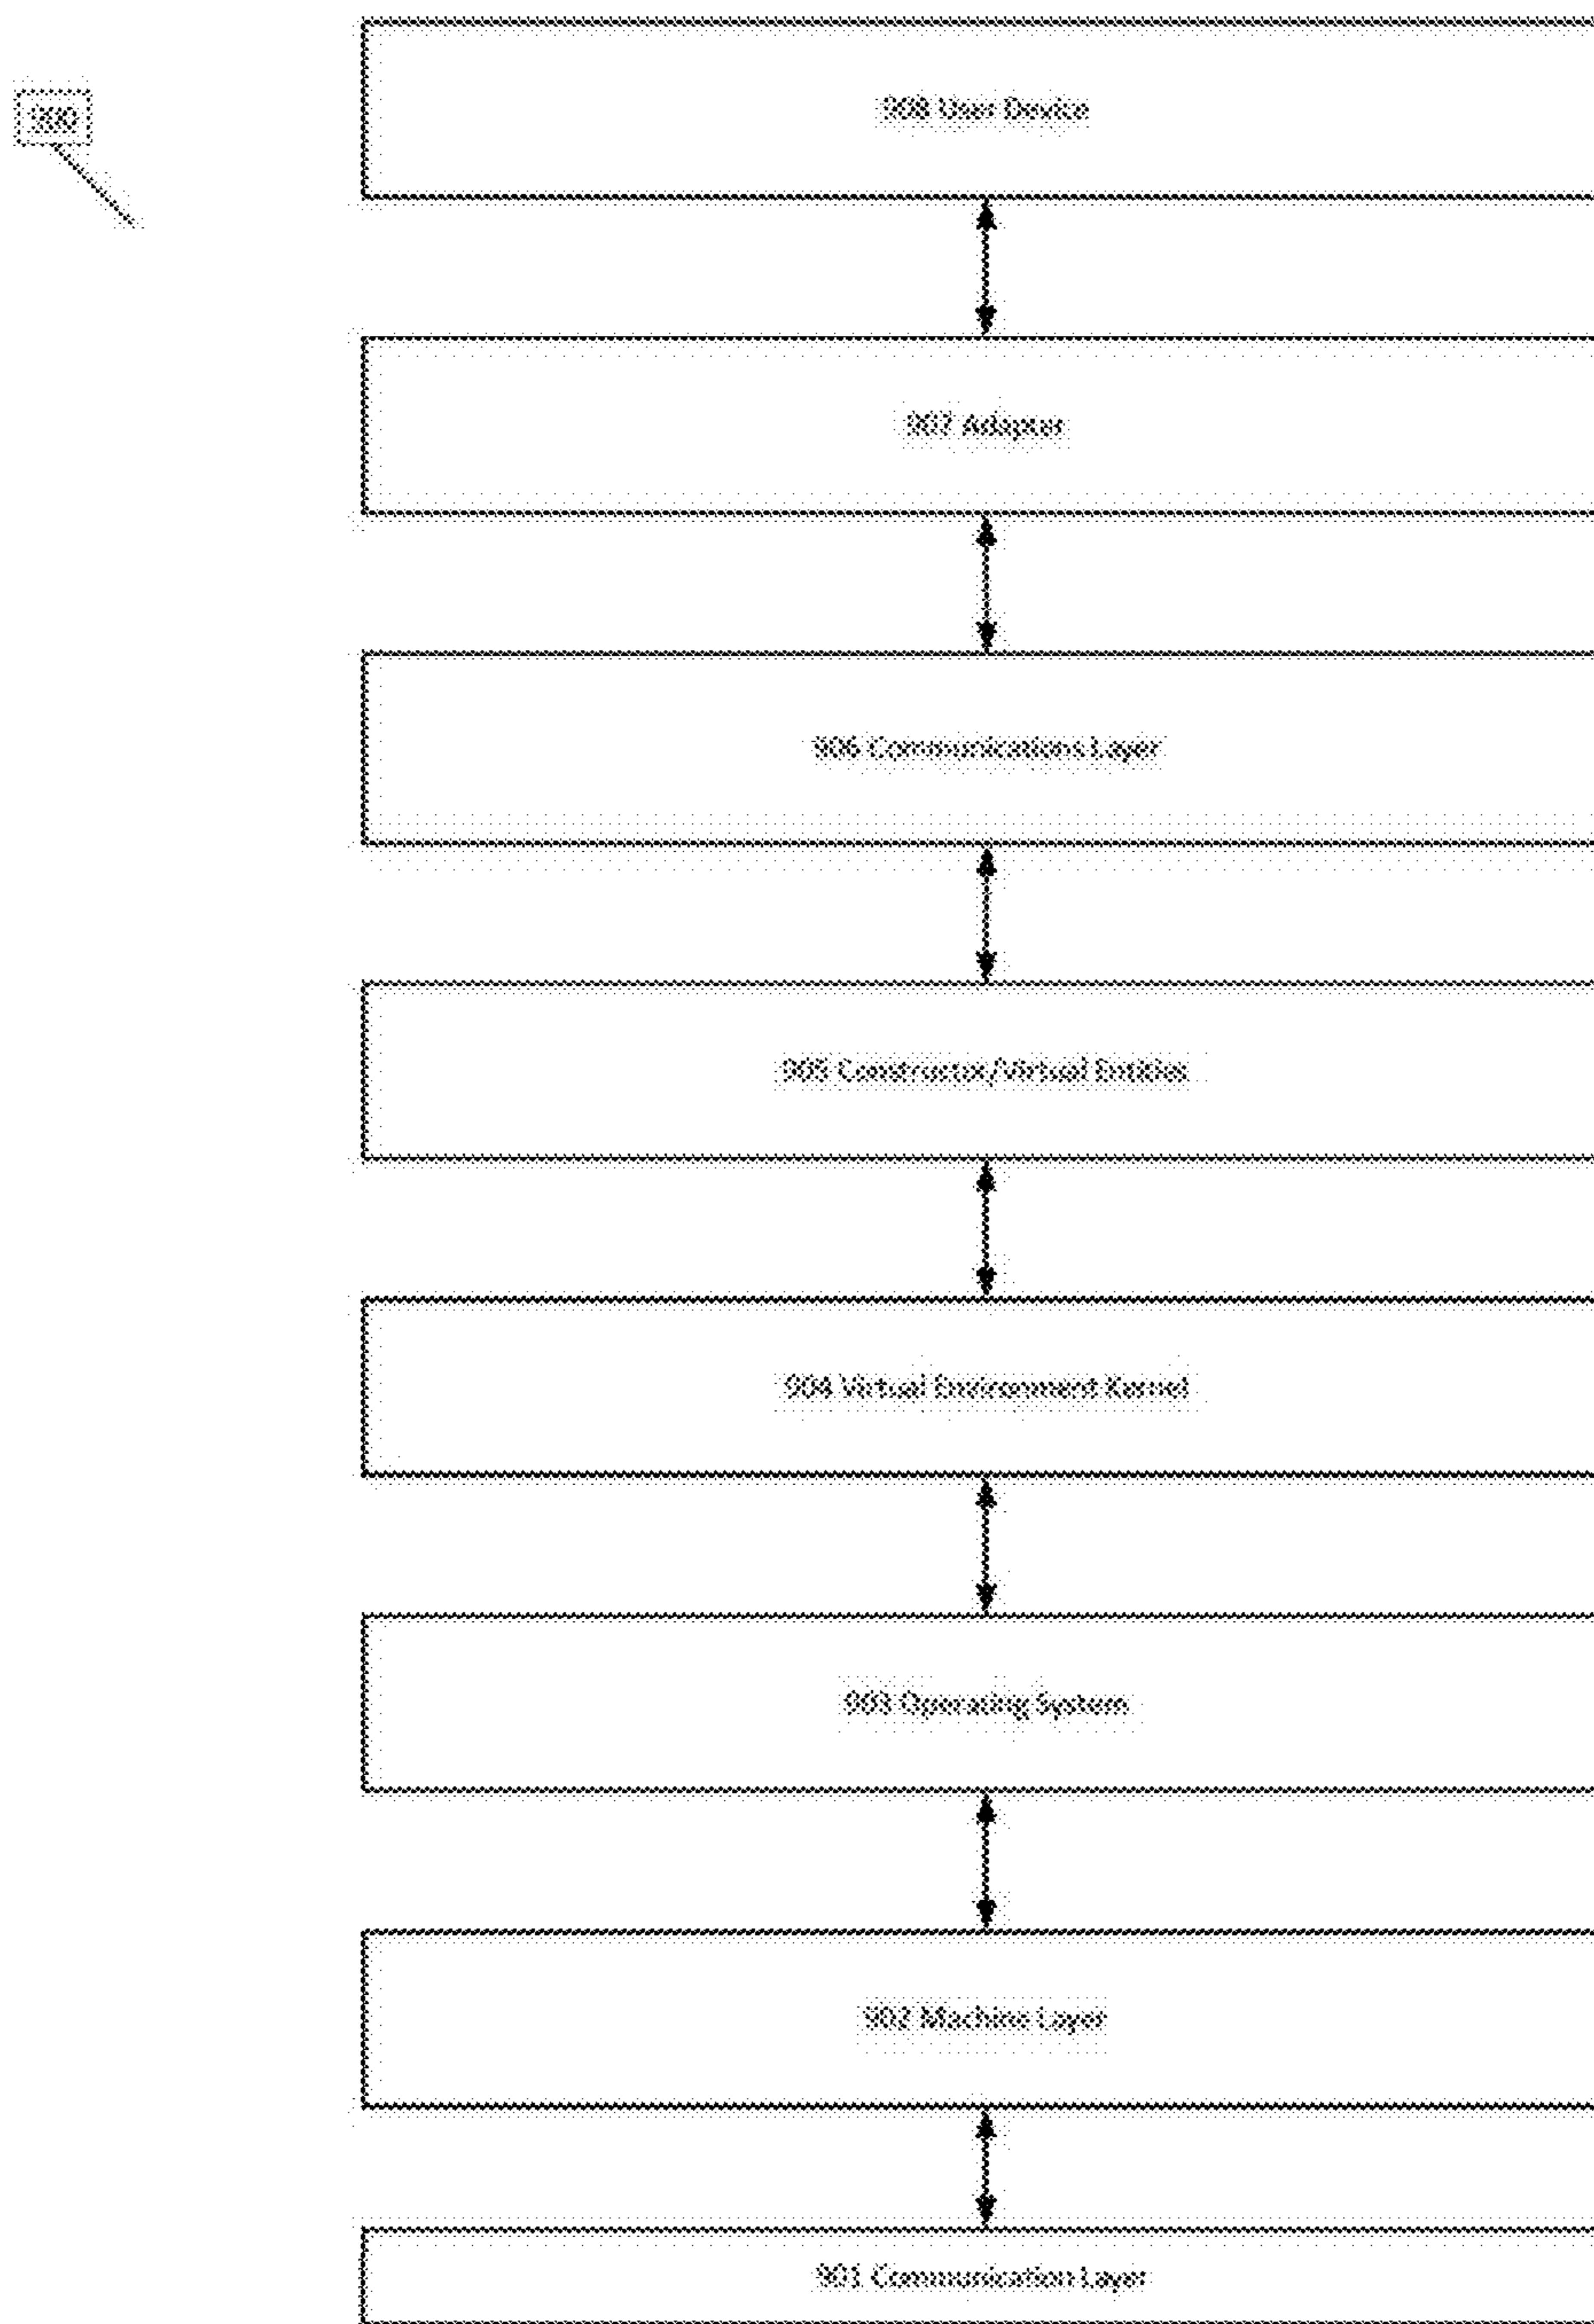 900
908 User Device
907 Adapter
906 Communications Layer
905 Constructor/Virtual Entities
904 Virtual Environment Kernel
903 Operating System
902 Machine Layer
901 Communication Layer